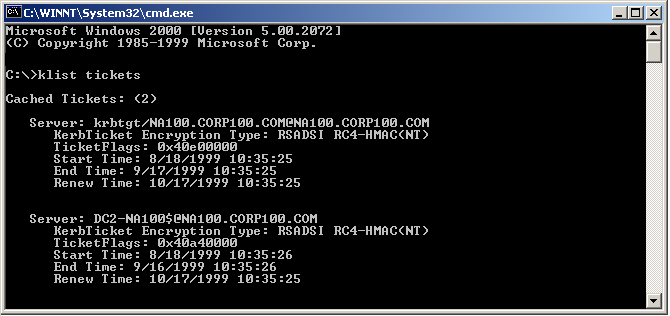 C:\WINNT\System32\cmd.exe
Microsoft Windows 2000 [Version 5.00.2072]
(C) Copyright 1985-1999 Microsoft Corp.
C:\>klist tickets
Cached Tickets: (2)
Server: krbtgt/NA100.CORP100.COM@NA100.CORP100.COM
KerbTicket Encryption Type: RSADSI RC4-HMAC(NT)
TicketFlags: 0x40e00000
Start Time: 8/18/1999 10:35:25
End Time: 9/17/1999 10:35:25
Renew Time: 10/17/1999 10:35:25
Server: DC2-NA100$@NA100.CORP100.COM
KerbTicket Encryption Type: RSADSI RC4-HMAC(NT)
TicketFlags: 0x40a40000
Start Time: 8/18/1999 10:35:26
End Time: 9/16/1999 10:35:26
Renew Time: 10/17/1999 10:35:25